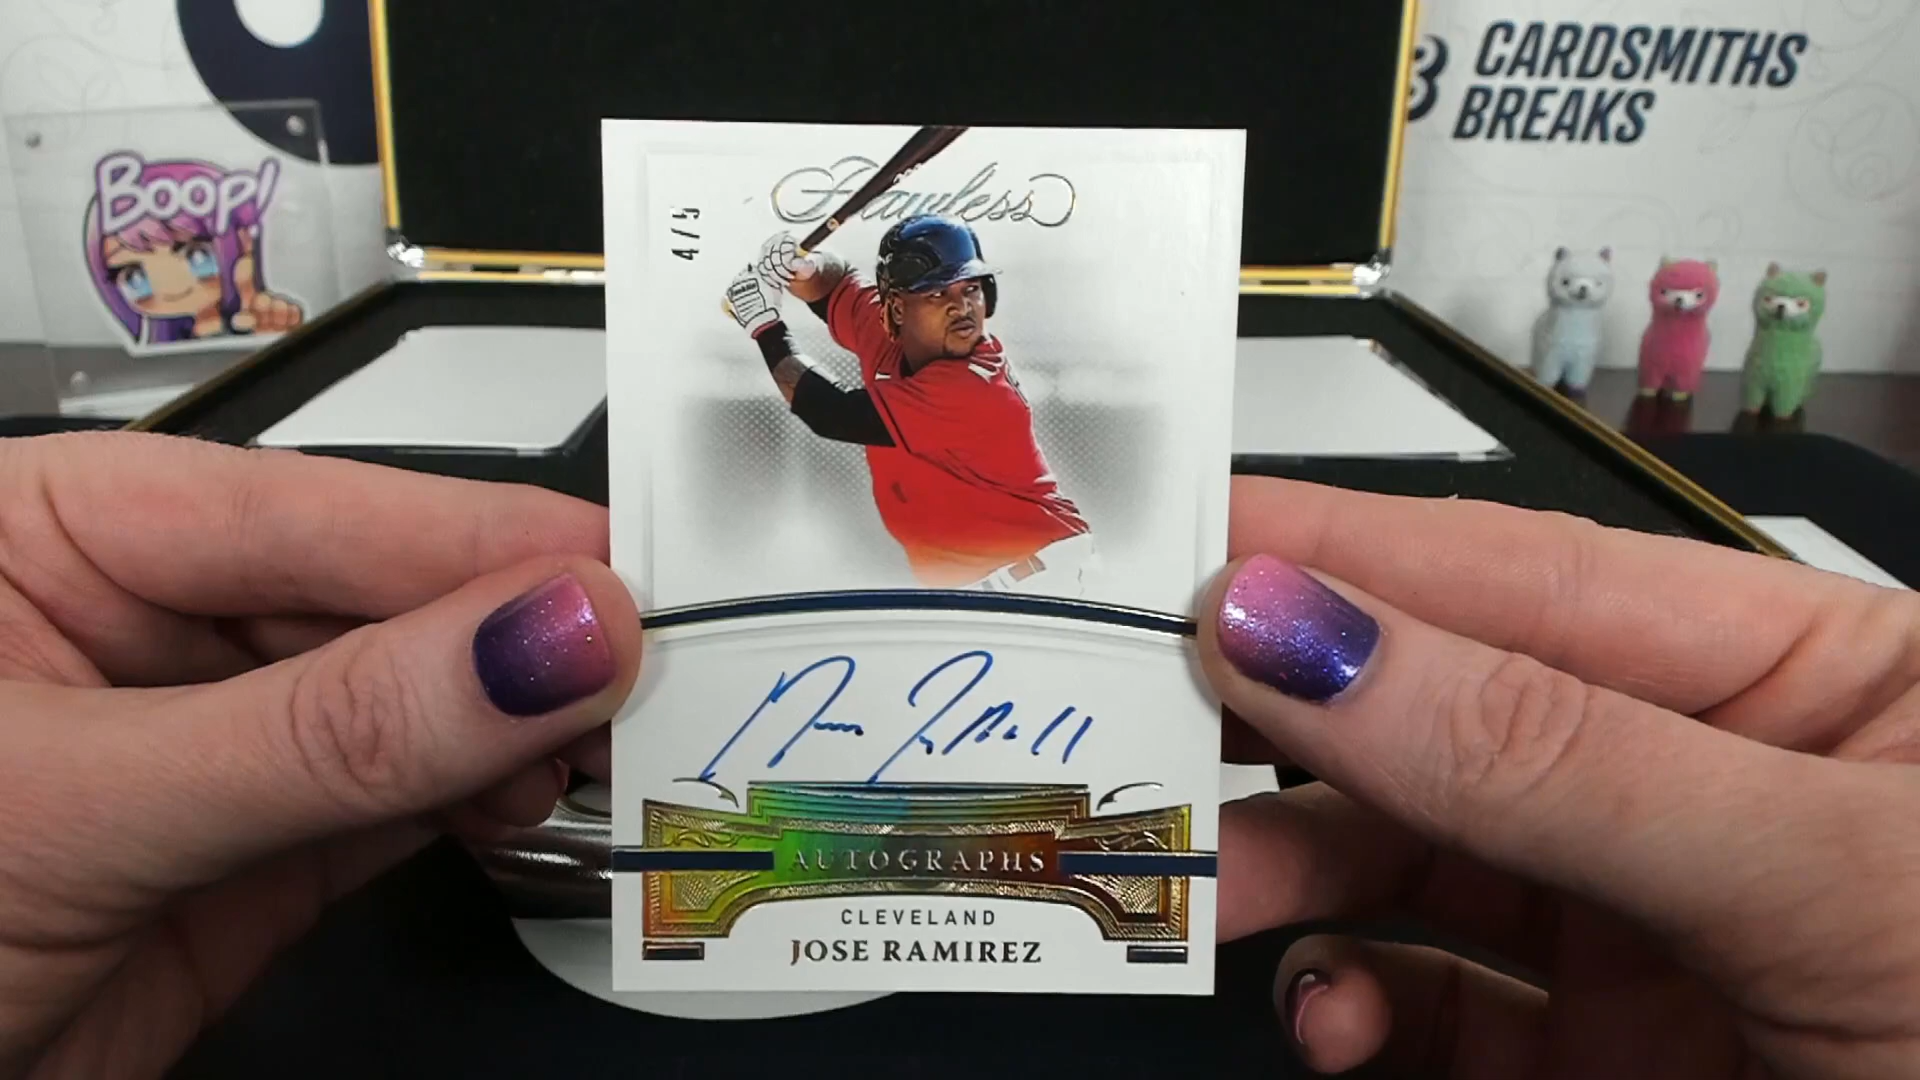 BOOP!
CARDSMITHS
BREAKS
Flawless
4/5
AUTOGRAPHS
CLEVELAND
JOSE RAMIREZ